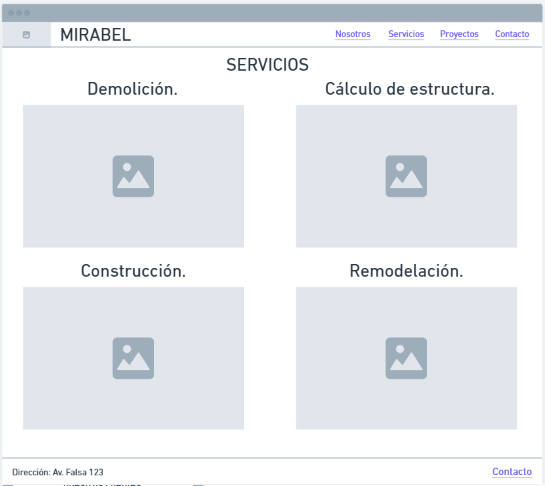 MIRABEL
Nosotros Servicios Proyectos Contacto
SERVICIOS
Demolición. Cálculo de estructura.
Construcción. Remodelación.
Dirección: Av. Falsa 123 Contacto